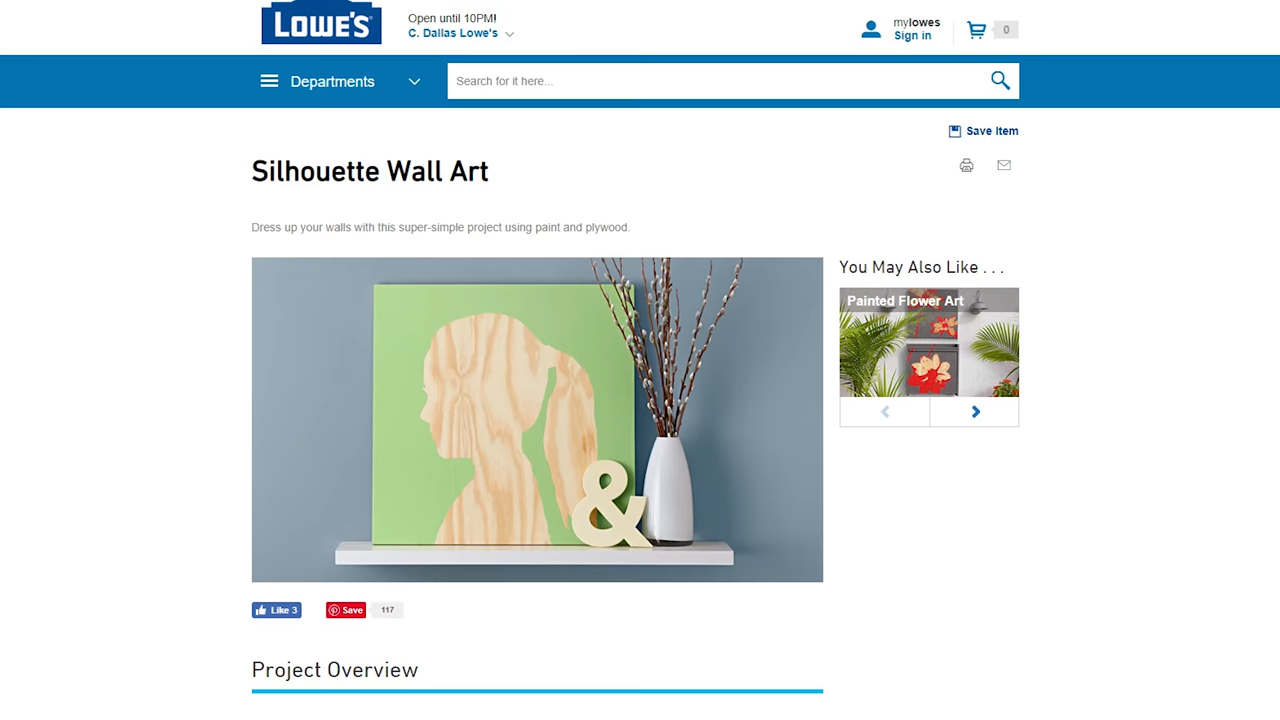 LOWE'S
Open until 10PM!
C. Dallas Lowe's
mylowes
Sign in
0
Departments
Search for it here...
Save Item
Silhouette Wall Art
Dress up your walls with this super-simple project using paint and plywood.
&
You May Also Like . . .
Painted Flower Art
Like 3
Save
117
Project Overview